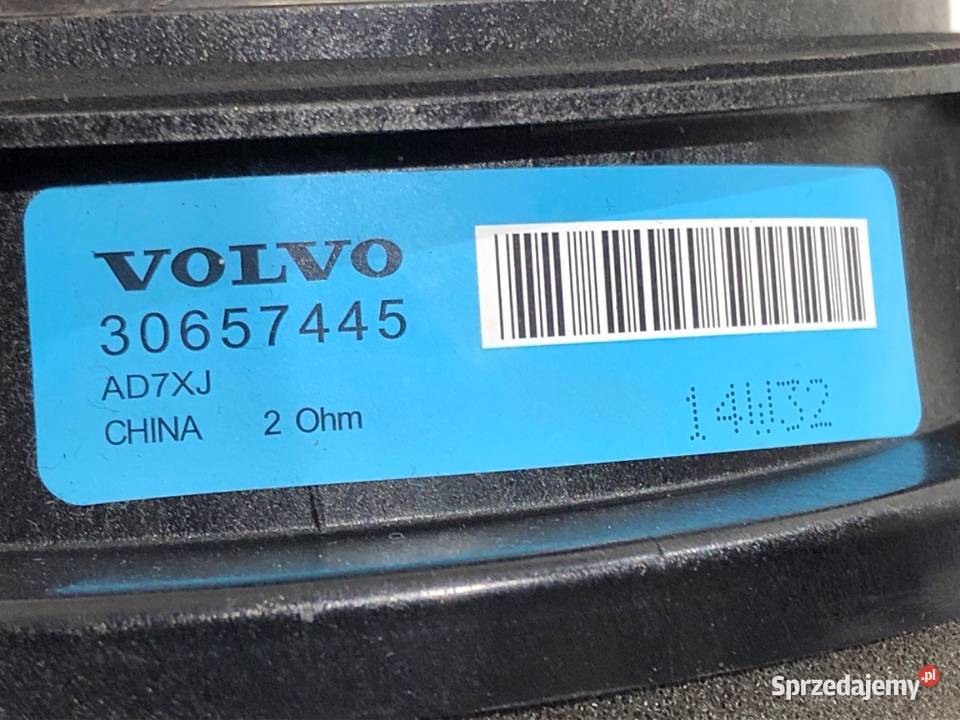 VOLVO
30657445
AD7XJ
CHINA 2 Ohm
14W32
Sprzedajemy.pl